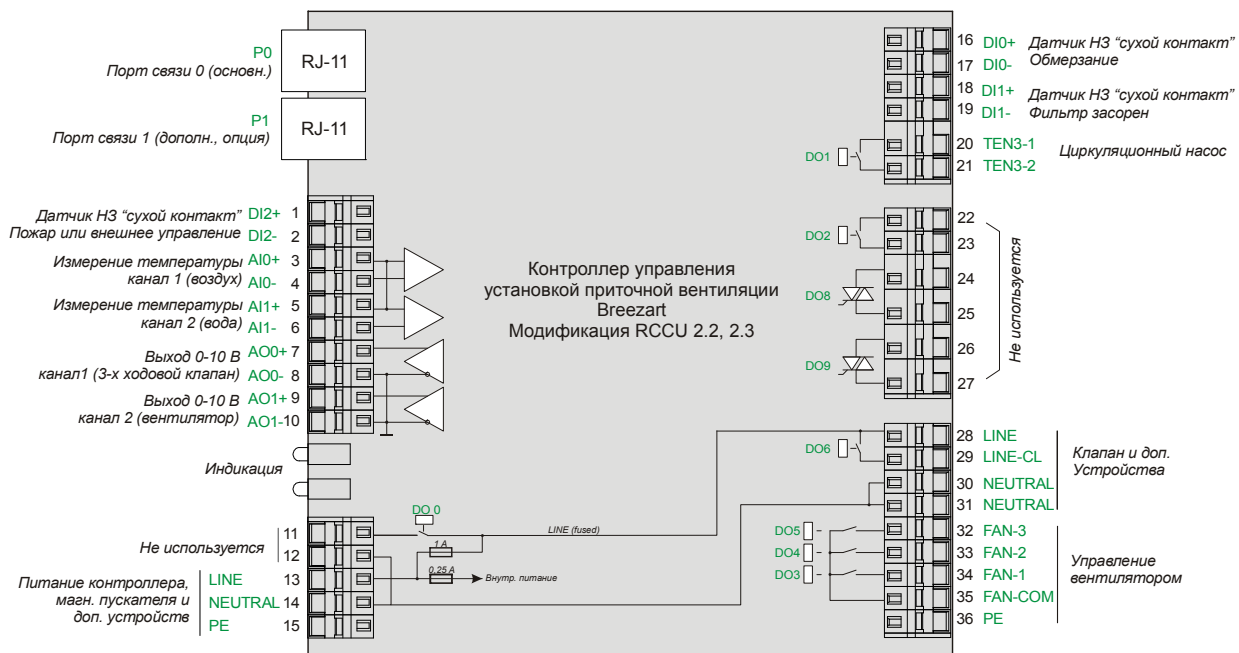 P0
Порт связи 0 (основн.)
RJ-11
P1
Порт связи 1 (дополн., опция)
RJ-11
Датчик НЗ “сухой контакт” DI2+ 1
Пожар или внешнее управление DI2- 2
Измерение температуры AI0+ 3
канал 1 (воздух) AI0- 4
Измерение температуры AI1+ 5
канал 2 (вода) AI1- 6
Выход 0-10 В AO0+ 7
канал1 (3-х ходовой клапан) AO0- 8
Выход 0-10 В AO1+ 9
канал 2 (вентилятор) AO1- 10
Индикация
11
Не используется
12
Питание контроллера,
магн. пускателя и
доп. устройств
LINE 13
NEUTRAL 14
PE 15
DO 0
1 A
0,25 A
Внутр. питание
LINE (fused)
Контроллер управления
установкой приточной вентиляции
Breezart
Модификация RCCU 2.2, 2.3
16 DI0+ Датчик НЗ “сухой контакт”
17 DI0- Обмерзание
18 DI1+ Датчик НЗ “сухой контакт”
19 DI1- Фильтр засорен
DO1
20 TEN3-1
21 TEN3-2
Циркуляционный насос
DO2
22
23
DO8
24
25
DO9
26
27
Не используется
DO6
28 LINE
29 LINE-CL
30 NEUTRAL
31 NEUTRAL
Клапан и доп.
Устройства
DO5
32 FAN-3
DO4
33 FAN-2
DO3
34 FAN-1
35 FAN-COM
36 PE
Управление
вентилятором